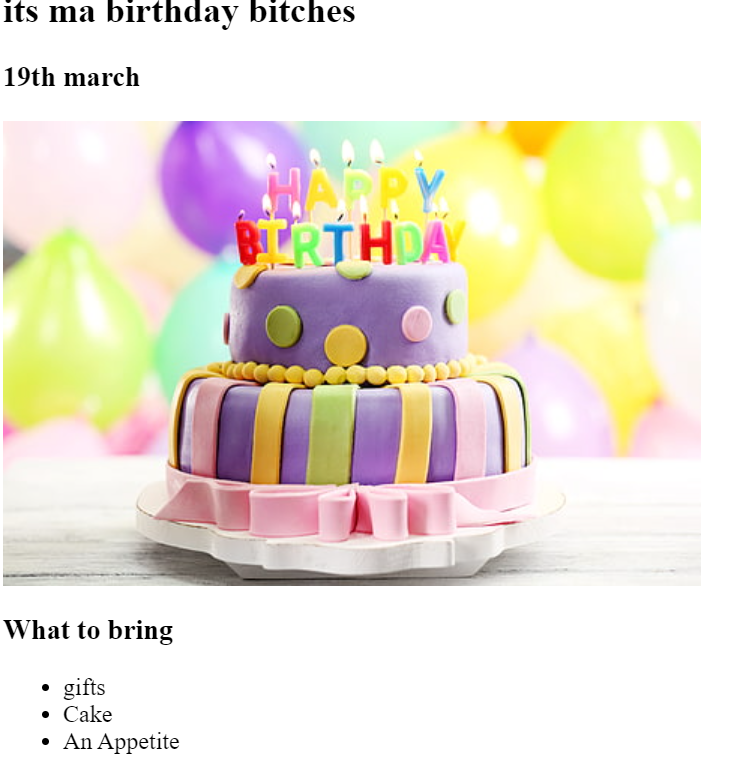 its ma birthday bitches
19th march
HAPPY
BIRTHDAY
What to bring
gifts
Cake
An Appetite